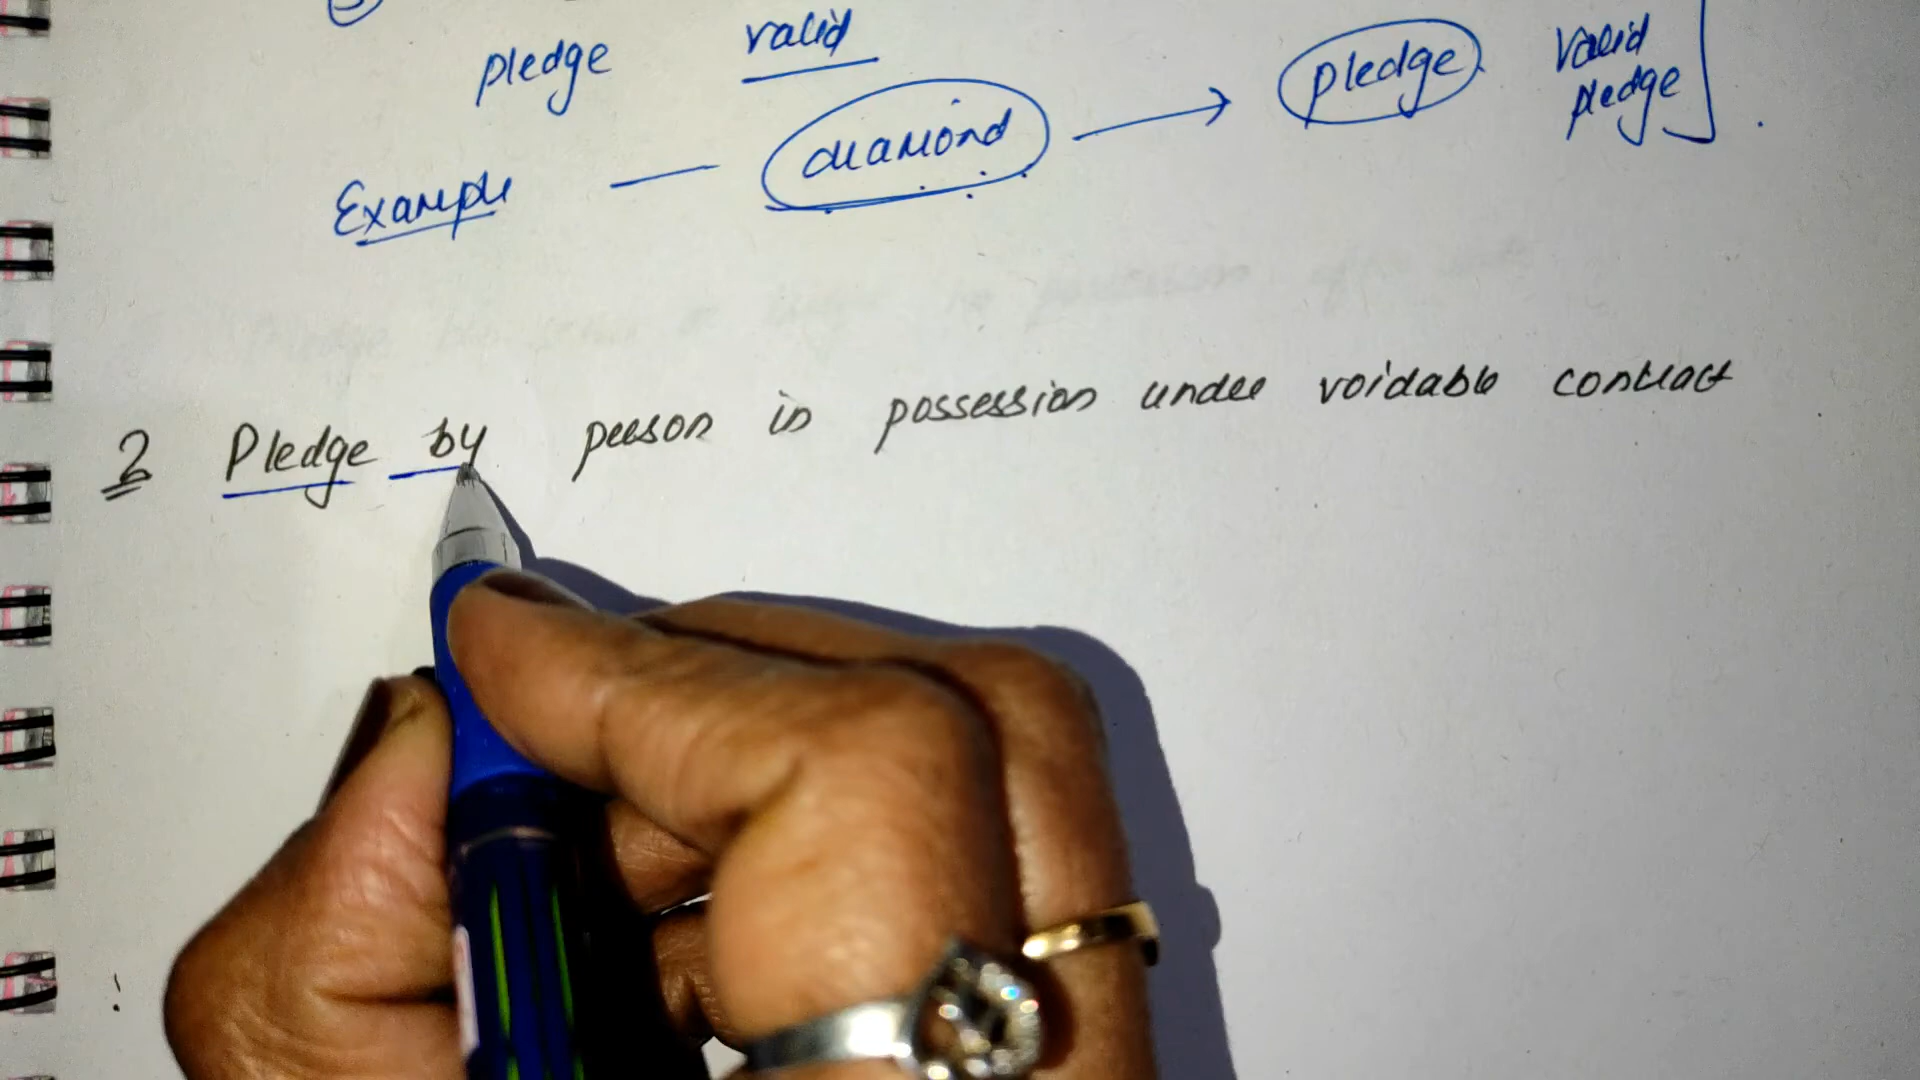 pledge valid
Example — diamond → pledge valid pledge
2 Pledge by person in possession under voidable contract